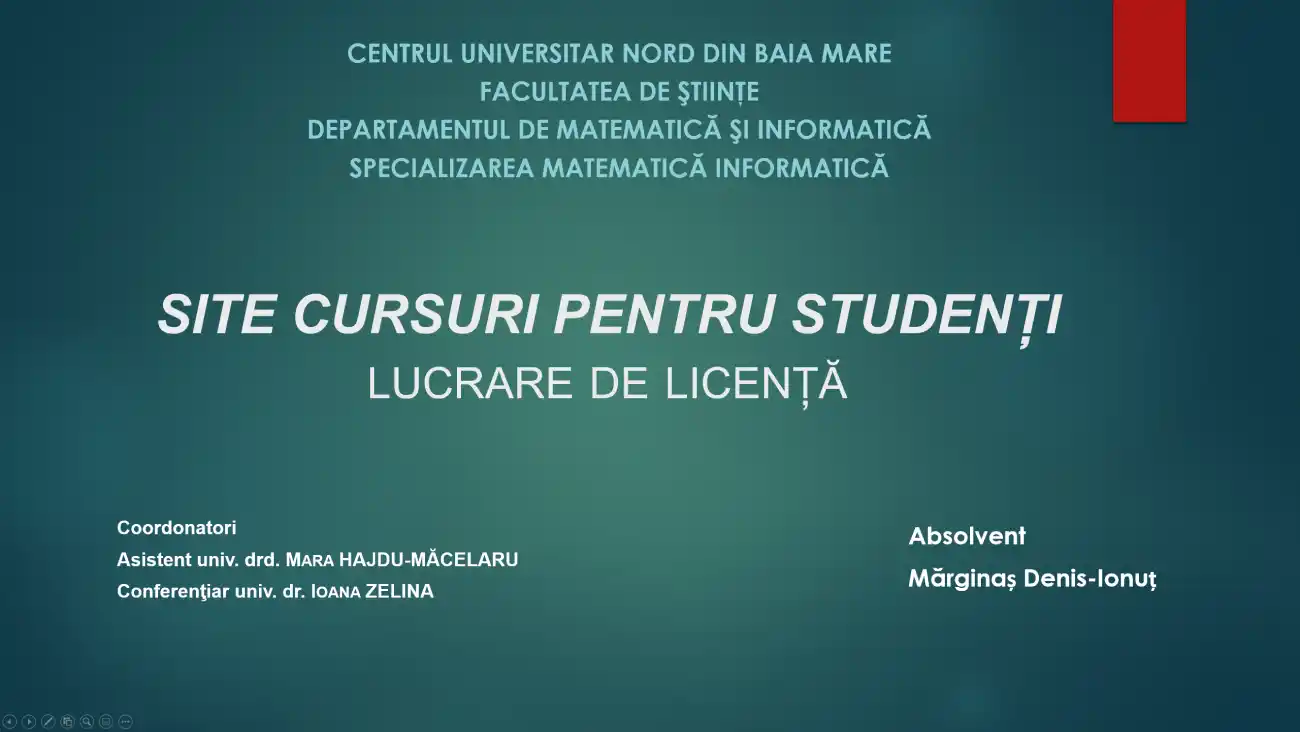 CENTRUL UNIVERSITAR NORD DIN BAIA MARE
FACULTATEA DE ŞTIINȚE
DEPARTAMENTUL DE MATEMATICĂ ŞI INFORMATICĂ
SPECIALIZAREA MATEMATICĂ INFORMATICĂ
SITE CURSURI PENTRU STUDENȚI
LUCRARE DE LICENȚĂ
Coordonatori
Asistent univ. drd. MARA HAJDU-MĂCELARU
Conferenţiar univ. dr. IOANA ZELINA
Absolvent
Mărginaș Denis-Ionuţ